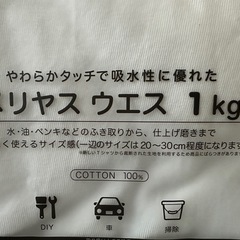 やわらかタッチで吸水性に優れた
メリヤス ウエス 1kg
水・油・ペンキなどのふき取りから、仕上げ磨きまで
く使えるサイズ感(一辺のサイズは20〜30cm程度になります
COTTON 100%
DIY
車
掃除